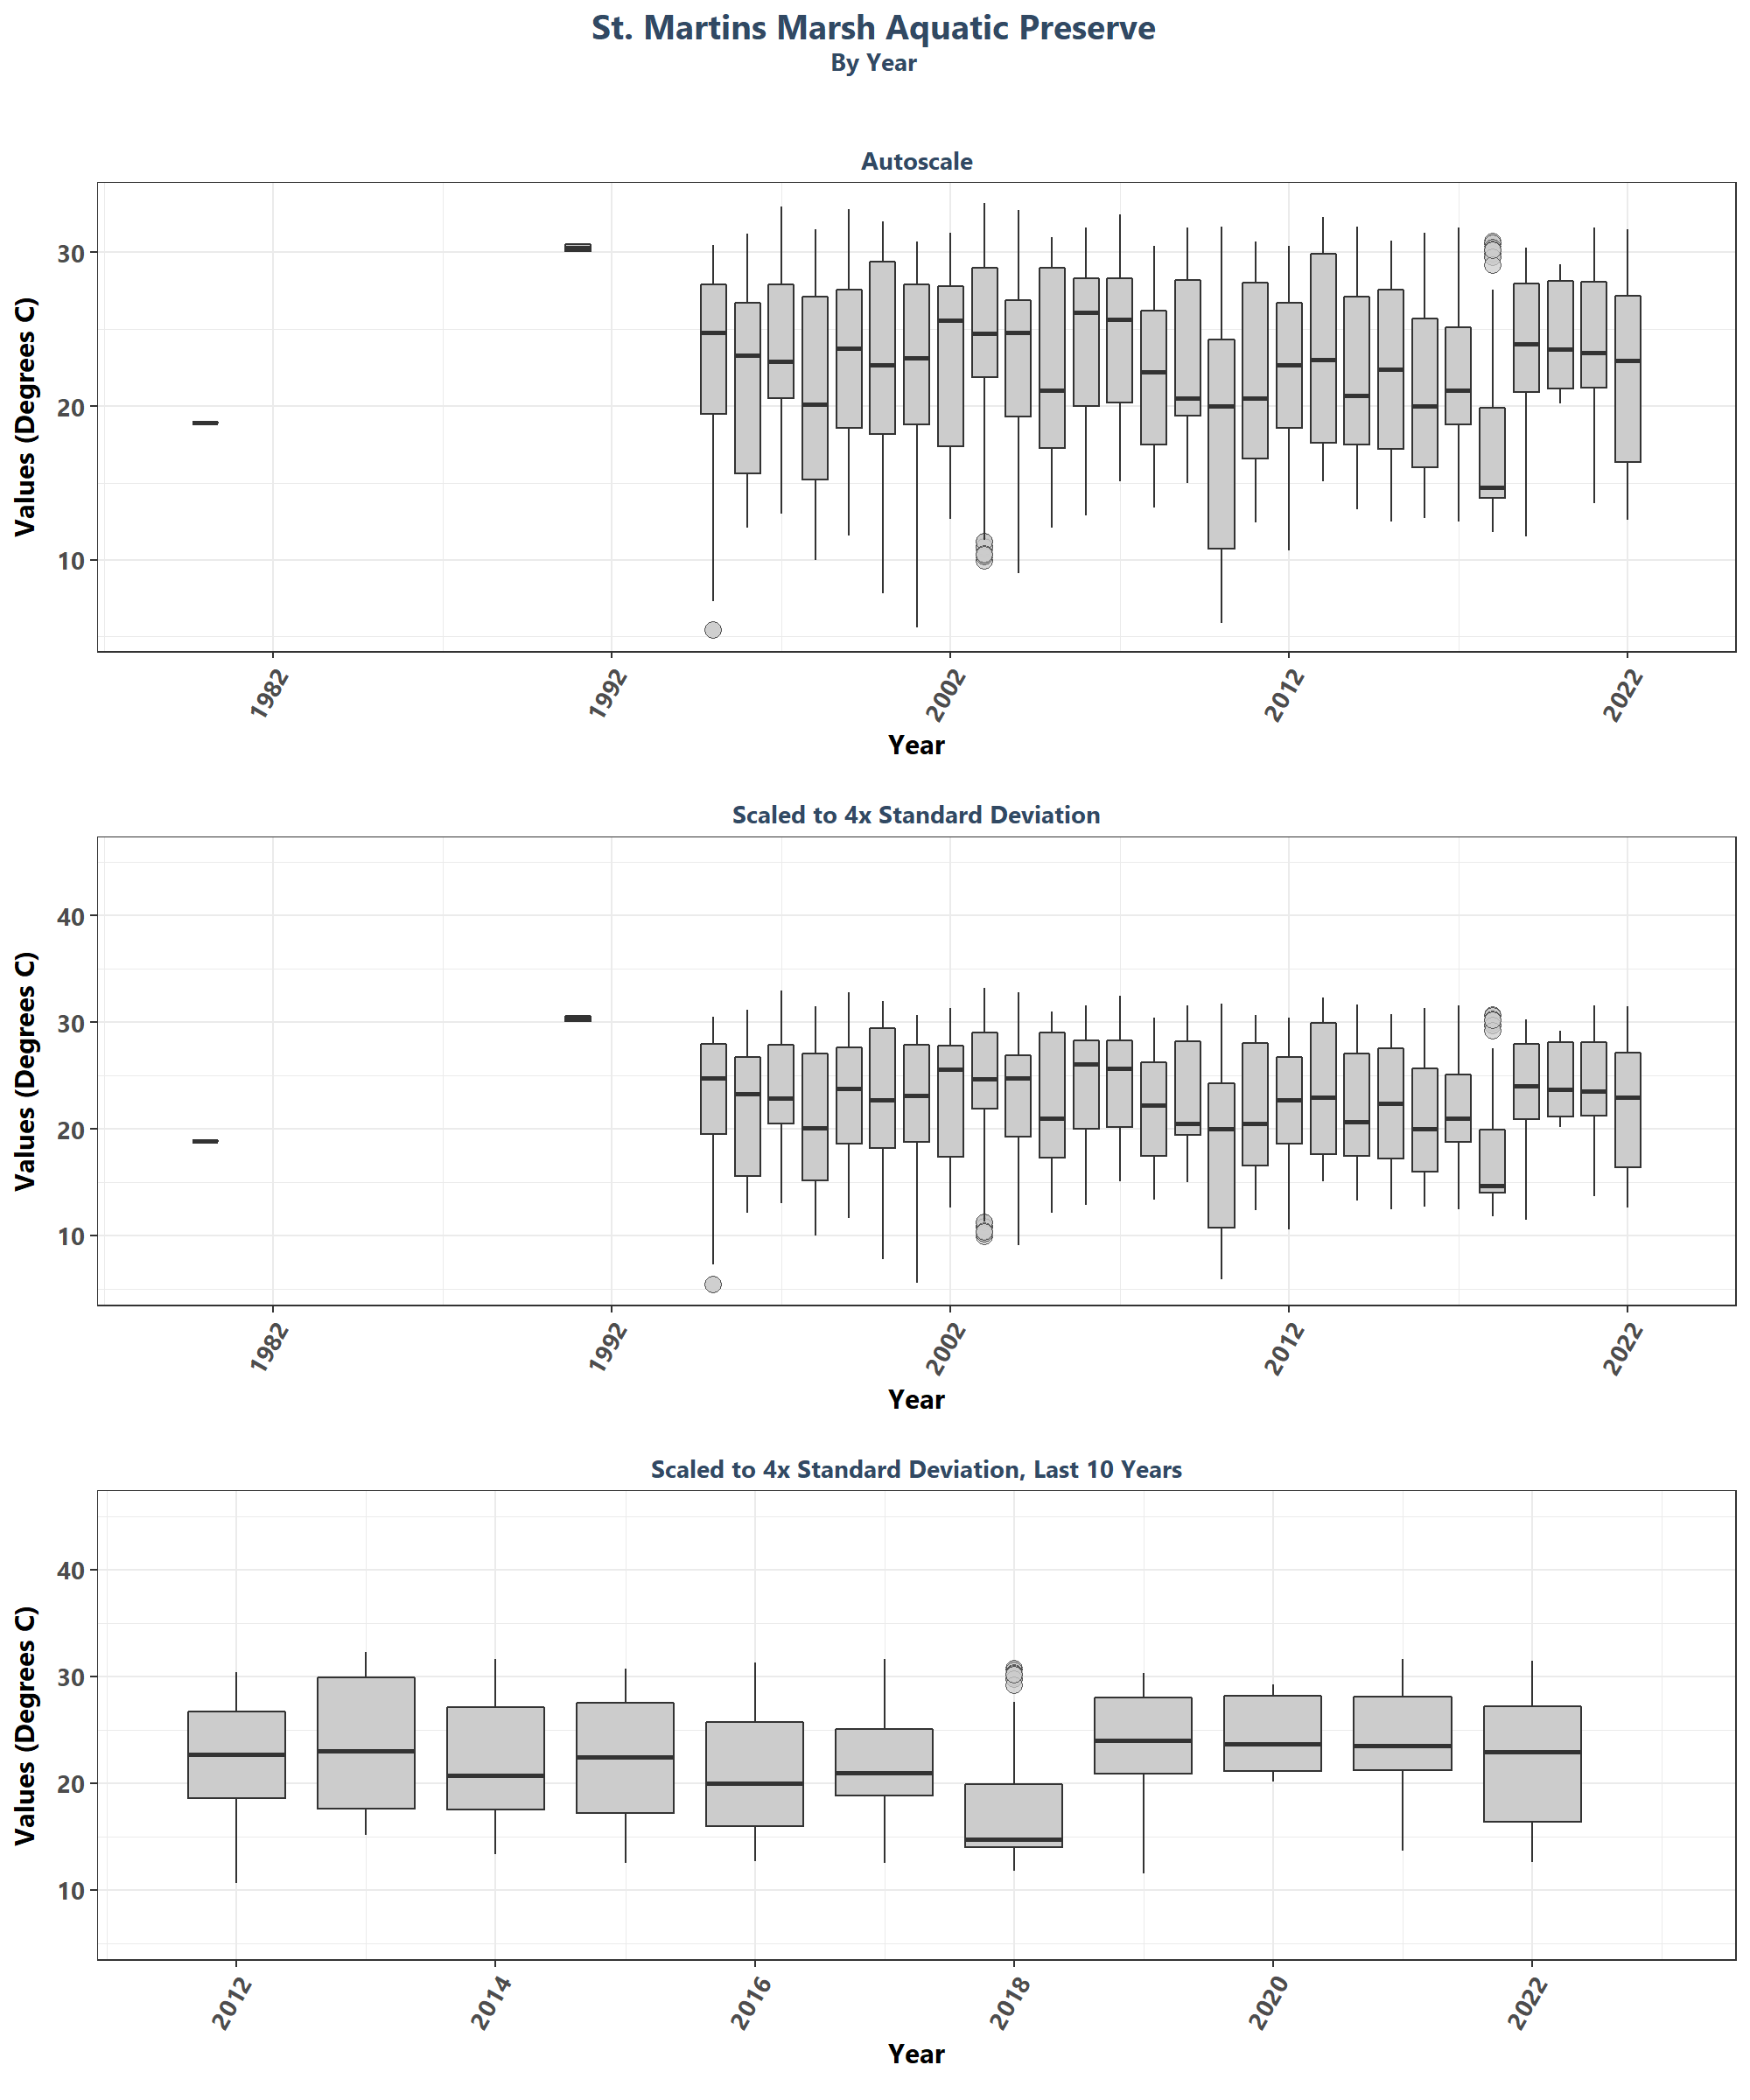 St. Martins Marsh Aquatic Preserve
By Year
Autoscale
Values (Degrees C)
30
20
10
1982
1992
2002
2012
2022
Year
Scaled to 4x Standard Deviation
Values (Degrees C)
40
30
20
10
1982
1992
2002
2012
2022
Year
Scaled to 4x Standard Deviation, Last 10 Years
Values (Degrees C)
40
30
20
10
2012
2014
2016
2018
2020
2022
Year